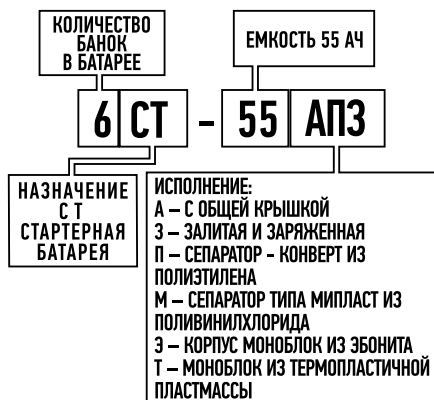 КОЛИЧЕСТВО
БАНОК
В БАТАРЕЕ
ЕМКОСТЬ 55 АЧ
6 СТ - 55 АПЗ
НАЗНАЧЕНИЕ
С Т
СТАРТЕРНАЯ
БАТАРЕЯ
ИСПОЛНЕНИЕ:
А – С ОБЩЕЙ КРЫШКОЙ
З – ЗАЛИТАЯ И ЗАРЯЖЕННАЯ
П – СЕПАРАТОР - КОНВЕРТ ИЗ
ПОЛИЭТИЛЕНА
М – СЕПАРАТОР ТИПА МИПЛАСТ ИЗ
ПОЛИВИНИЛХЛОРИДА
Э – КОРПУС МОНОБЛОК ИЗ ЭБОНИТА
Т – МОНОБЛОК ИЗ ТЕРМОПЛАСТИЧНОЙ
ПЛАСТМАССЫ